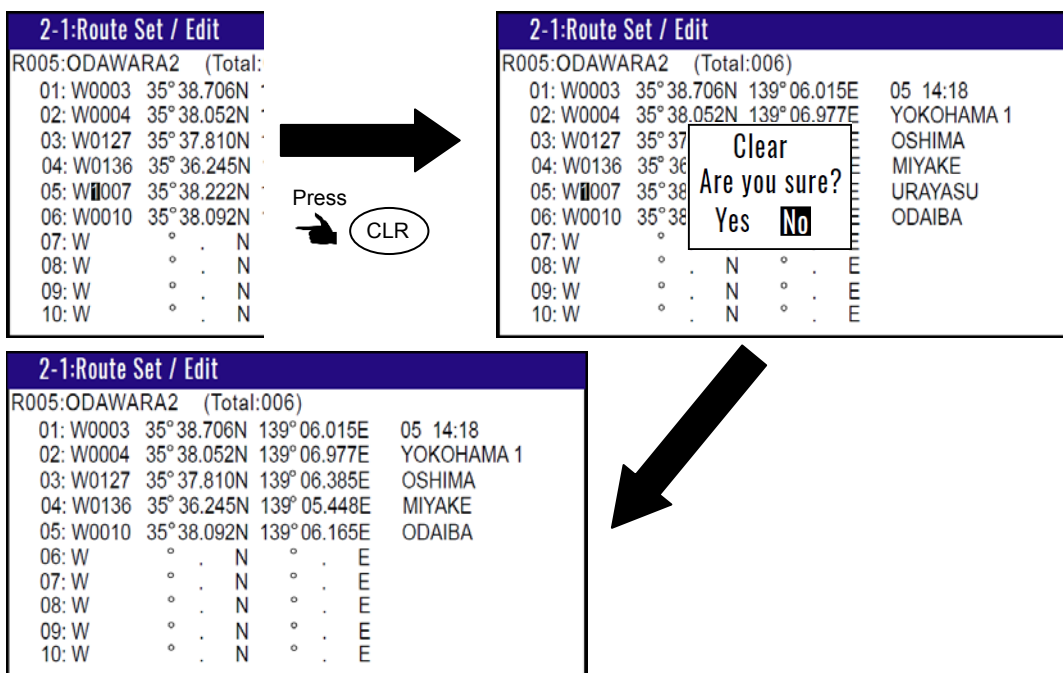 2-1:Route Set / Edit
R005:ODAWARA2 (Total:
01: W0003 35°38.706N
02: W0004 35°38.052N
03: W0127 35°37.810N
04: W0136 35°36.245N
05: W1007 35°38.222N
06: W0010 35°38.092N
07: W ° . N
08: W ° . N
09: W ° . N
10: W ° . N
Press
CLR
2-1:Route Set / Edit
R005:ODAWARA2 (Total:006)
01: W0003 35°38.706N 139°06.015E 05 14:18
02: W0004 35°38.052N 139°06.977E YOKOHAMA 1
03: W0127 35°37 E OSHIMA
04: W0136 35°36 E MIYAKE
05: W1007 35°38 E URAYASU
06: W0010 35°38 E ODAIBA
07: W ° E
08: W ° . N ° . E
09: W ° . N ° . E
10: W ° . N ° . E
Clear
Are you sure?
Yes No
2-1:Route Set / Edit
R005:ODAWARA2 (Total:006)
01: W0003 35°38.706N 139°06.015E 05 14:18
02: W0004 35°38.052N 139°06.977E YOKOHAMA 1
03: W0127 35°37.810N 139°06.385E OSHIMA
04: W0136 35°36.245N 139°05.448E MIYAKE
05: W0010 35°38.092N 139°06.165E ODAIBA
06: W ° . N ° . E
07: W ° . N ° . E
08: W ° . N ° . E
09: W ° . N ° . E
10: W ° . N ° . E